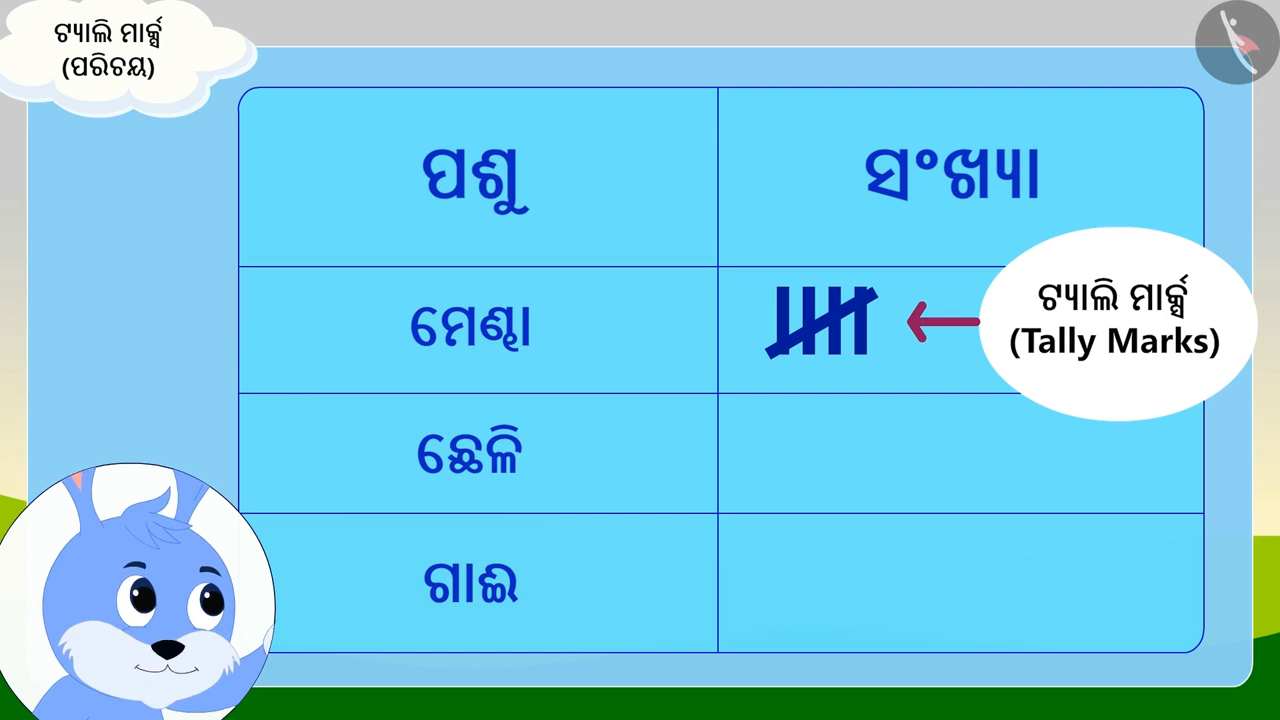 ଟ୍ୟାଲି ମାର୍କ୍ସ
(ପରିଚୟ)
ପଶୁ ସଂଖ୍ୟା
ମେଣ୍ଢା
ଟ୍ୟାଲି ମାର୍କ୍ସ
(Tally Marks)
ଛେଳି
ଗାଈ